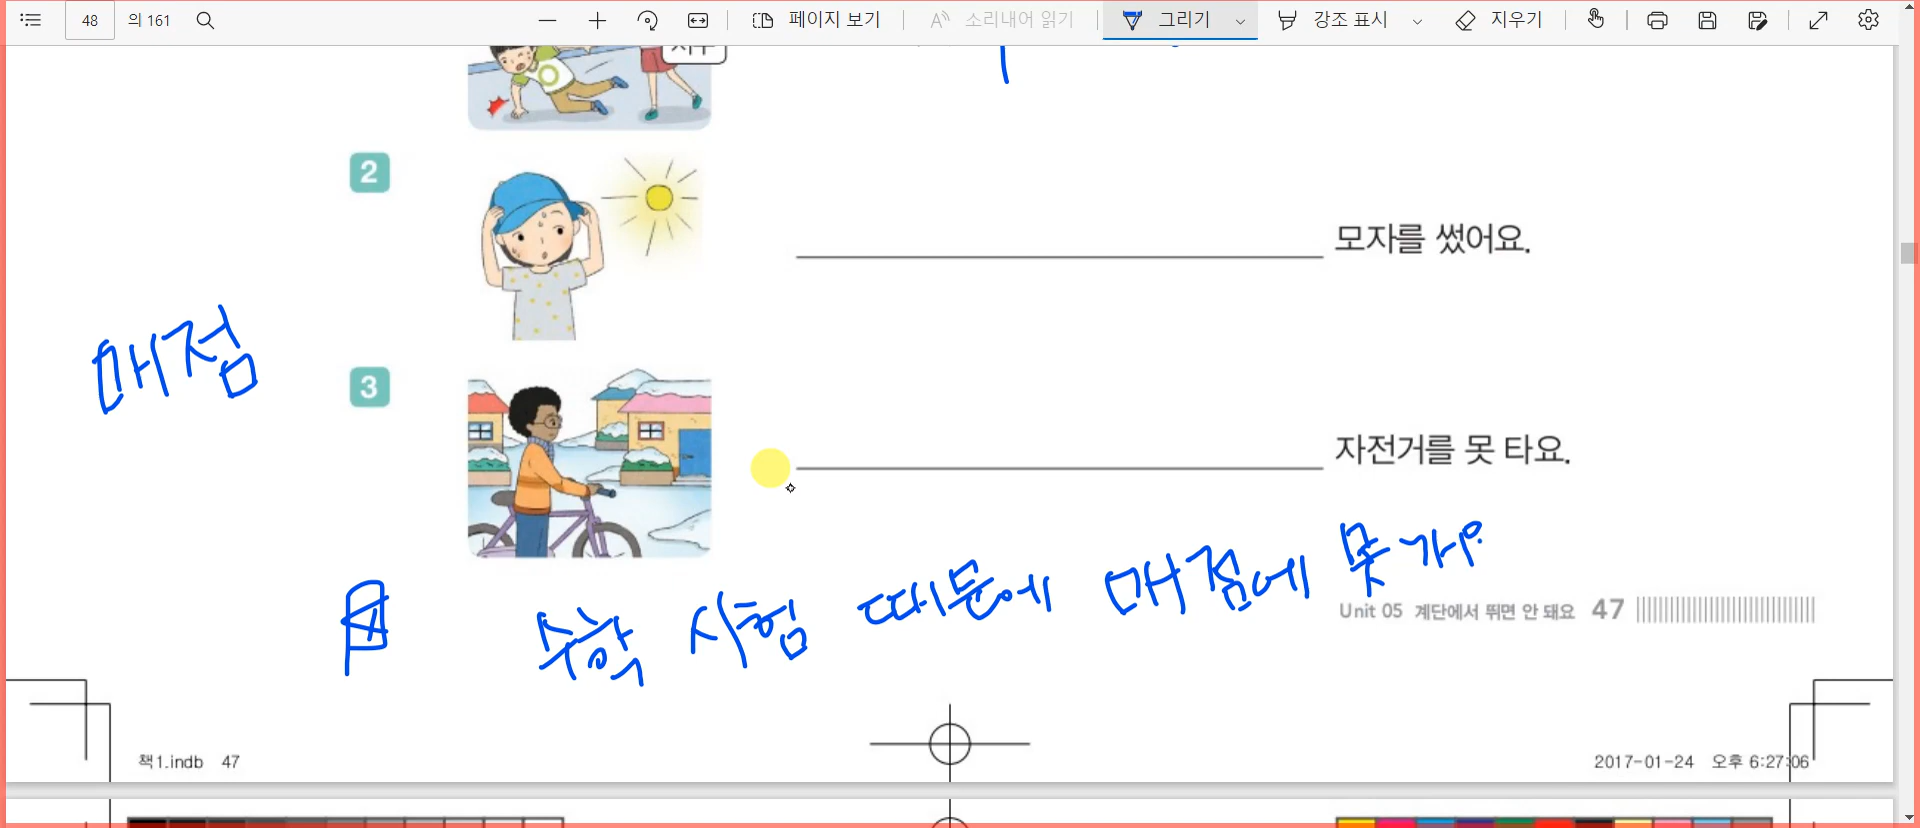 48 의 161 페이지 보기 소리내어 읽기 그리기 강조 표시 지우기
2
모자를 썼어요.
매점
3
자전거를 못 타요.
수학 시험 때문에 매점에 못 가요.
Unit 05 계단에서 뛰면 안 돼요 47
책1.indb 47
2017-01-24 오후 6:27:06